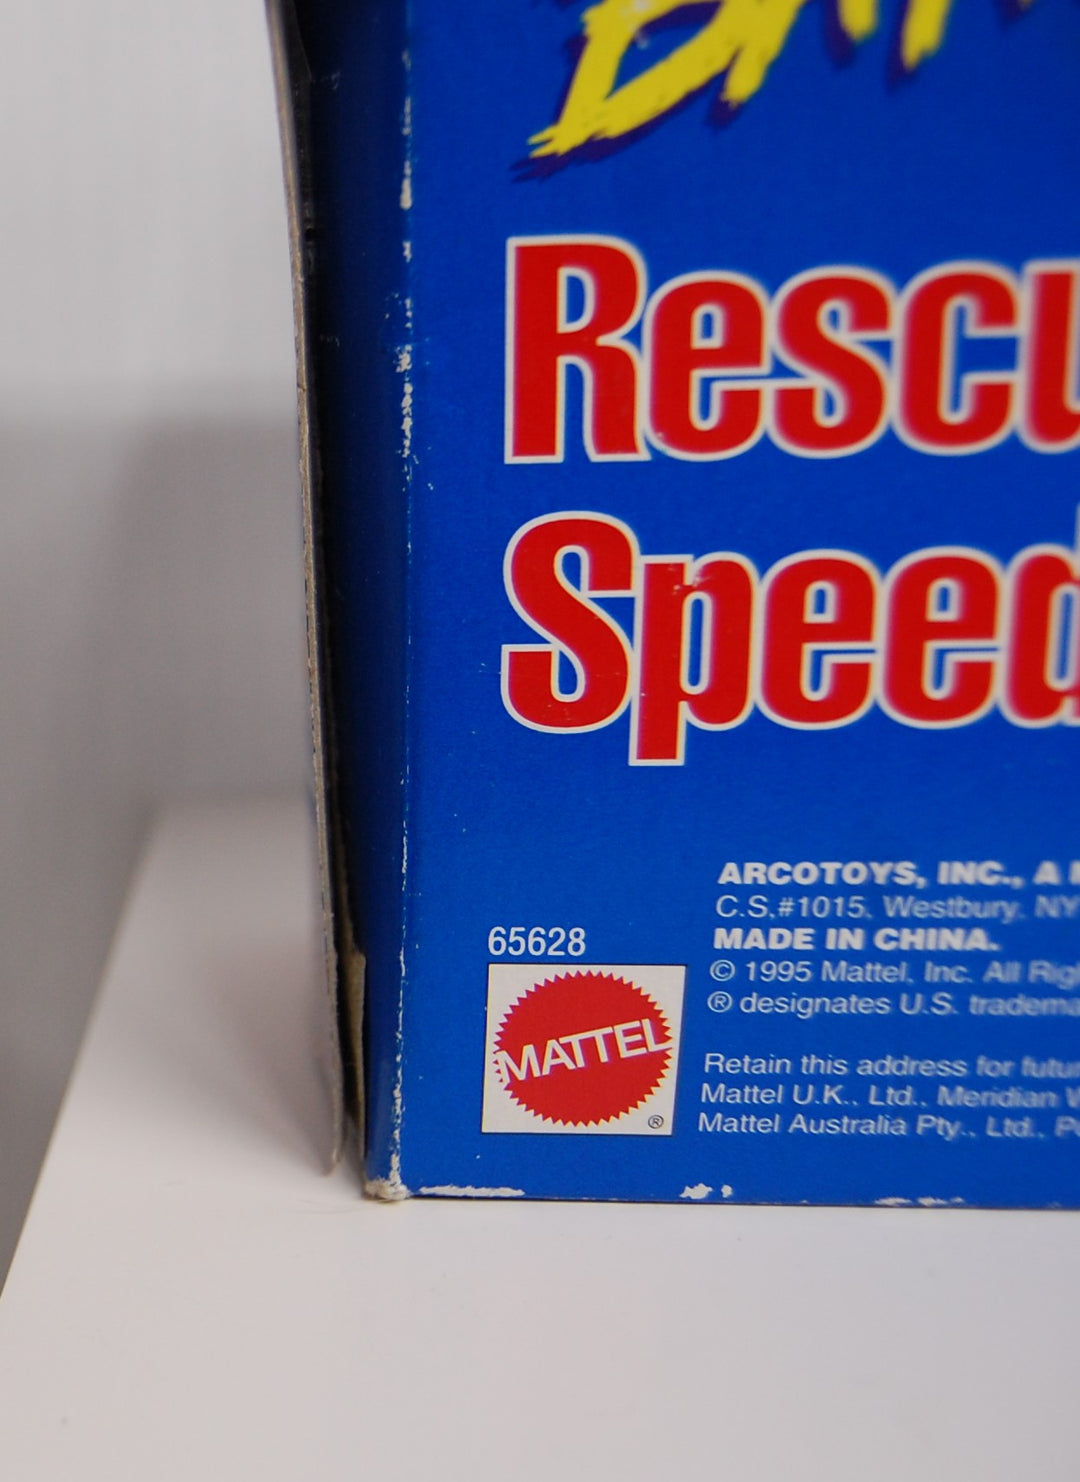 Rescu
Speed
ARCOTOYS, INC., A
C.S.#1015, Westbury, NY
65628
MADE IN CHINA.
© 1995 Mattel, Inc. All Rig
® designates U.S. tradema
MATTEL
®
Retain this address for futu
Mattel U.K., Ltd., Meridian
Mattel Australia Pty., Ltd., P